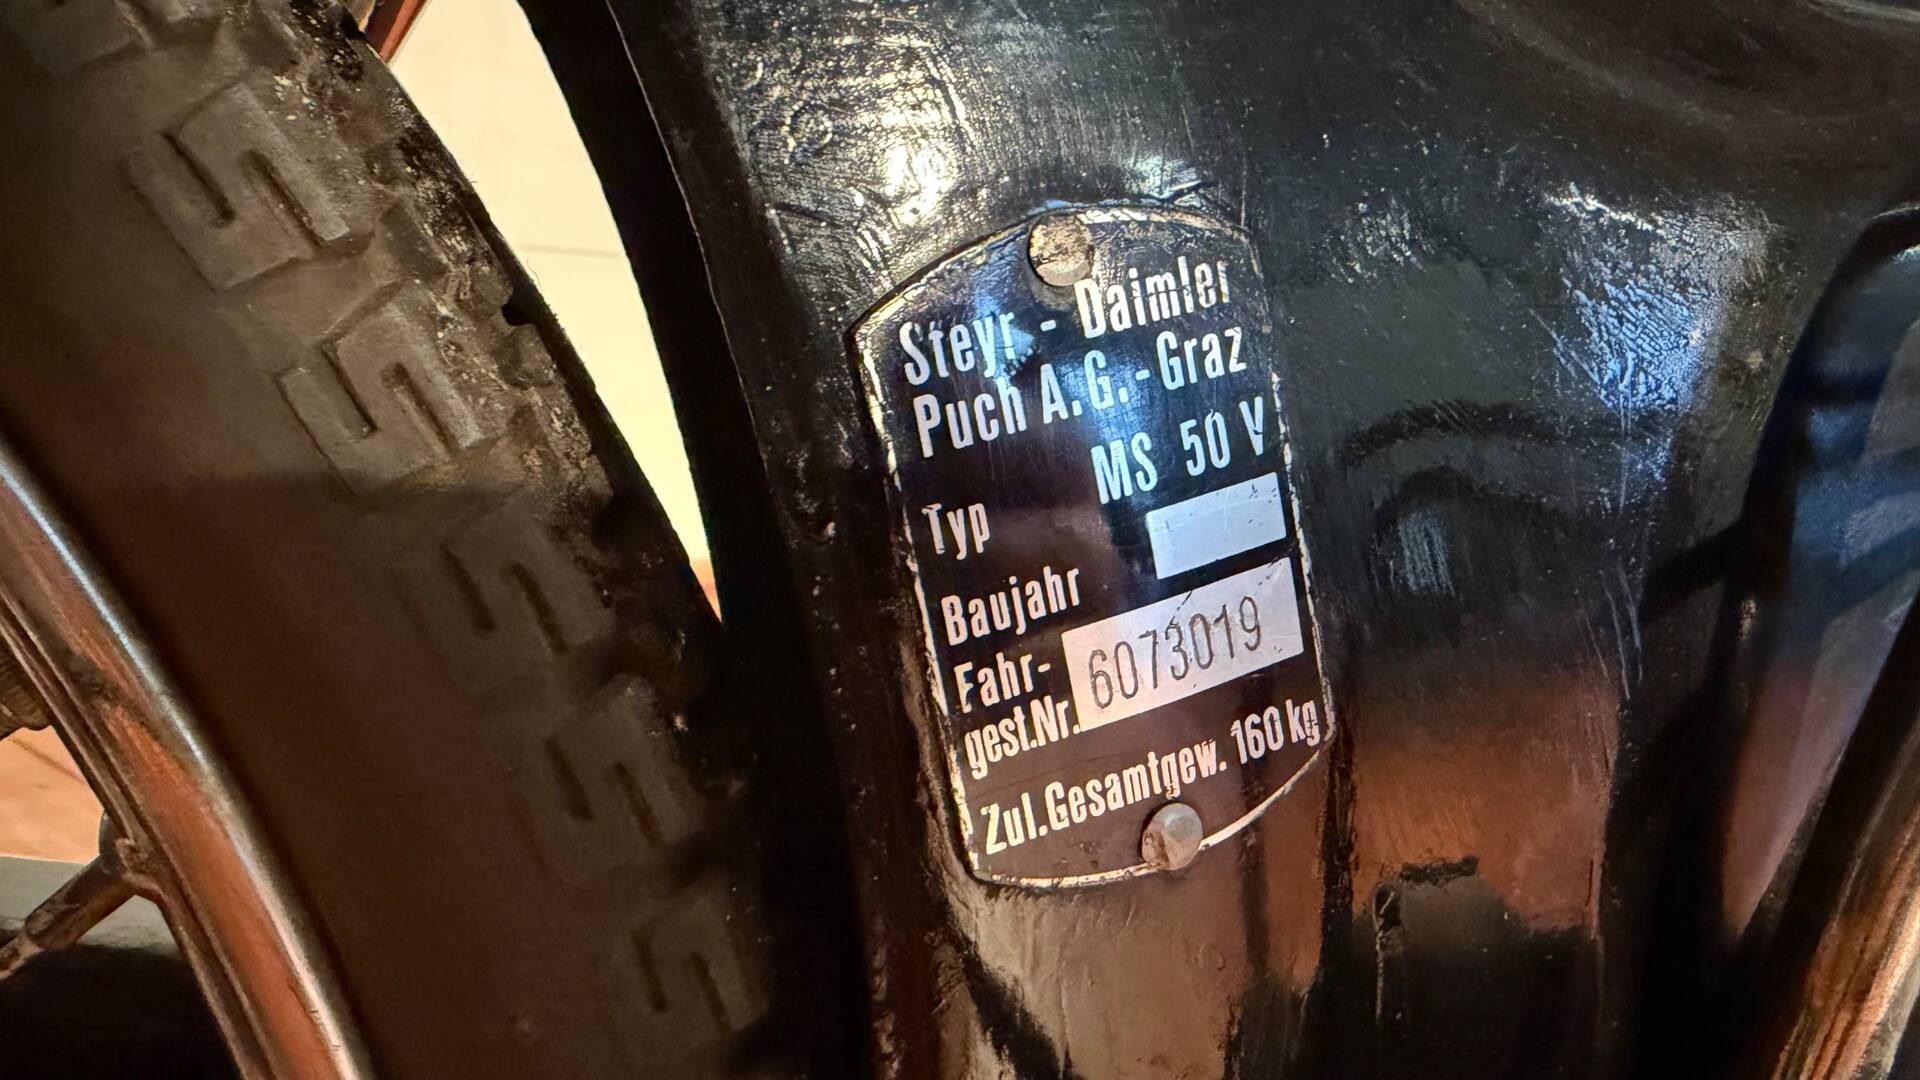 Steyr - Daimler
Puch A.G. - Graz
MS 50 V
Typ
Baujahr
Fahr-
gest.Nr. 6073019
Zul.Gesamtgew. 160 kg